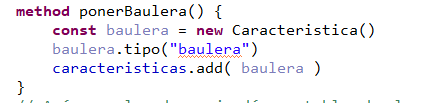 method ponerBaulera() {
const baulera = new Caracteristica()
baulera.tipo("baulera")
caracteristicas.add( baulera )
}